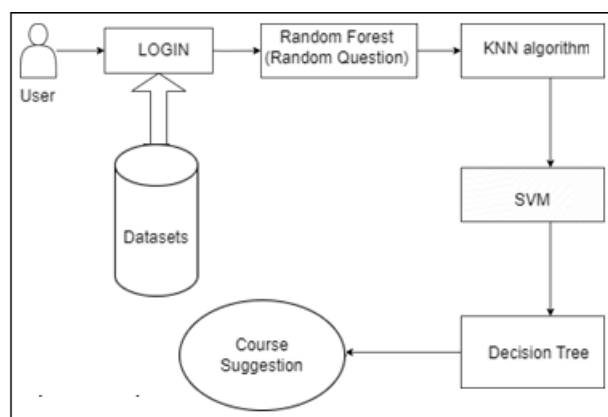 User
LOGIN
Random Forest
(Random Question)
KNN algorithm
SVM
Datasets
Decision Tree
Course
Suggestion